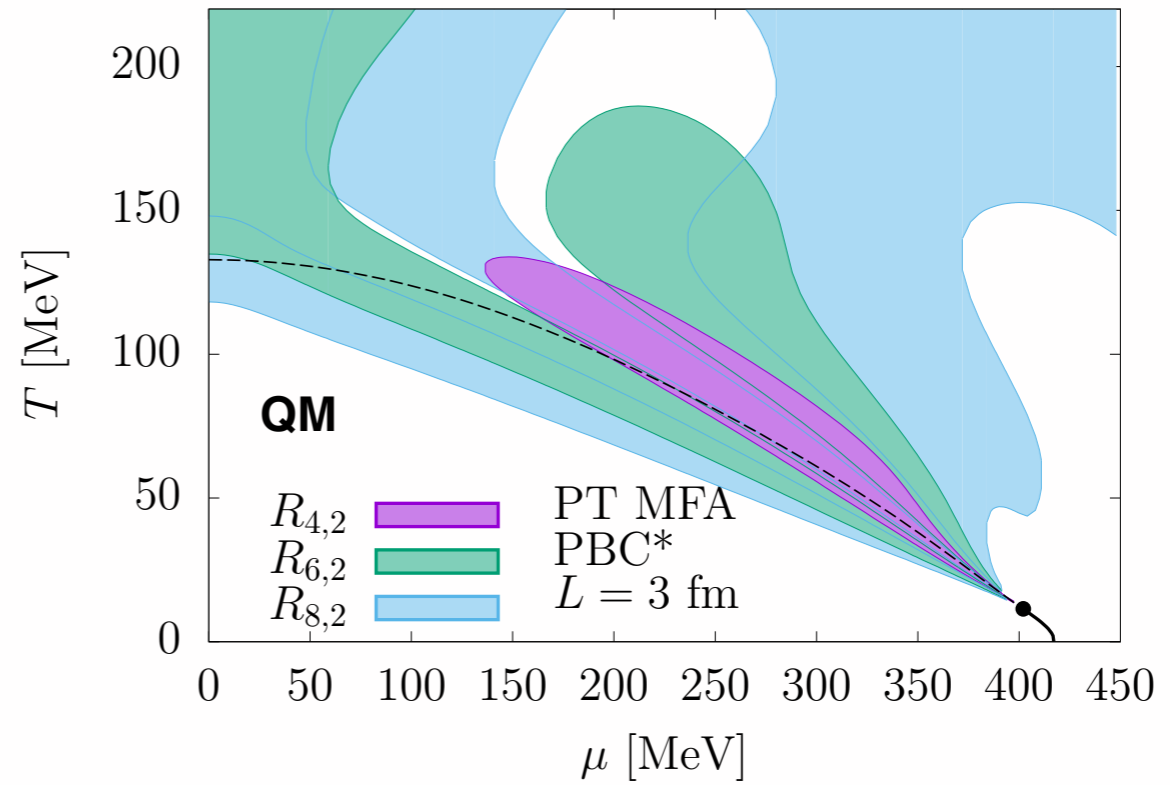 200
150
100
50
0
T [MeV]
QM
R4,2
R6,2
R8,2
PT MFA
PBC*
L = 3 fm
0 50 100 150 200 250 300 350 400 450
μ [MeV]